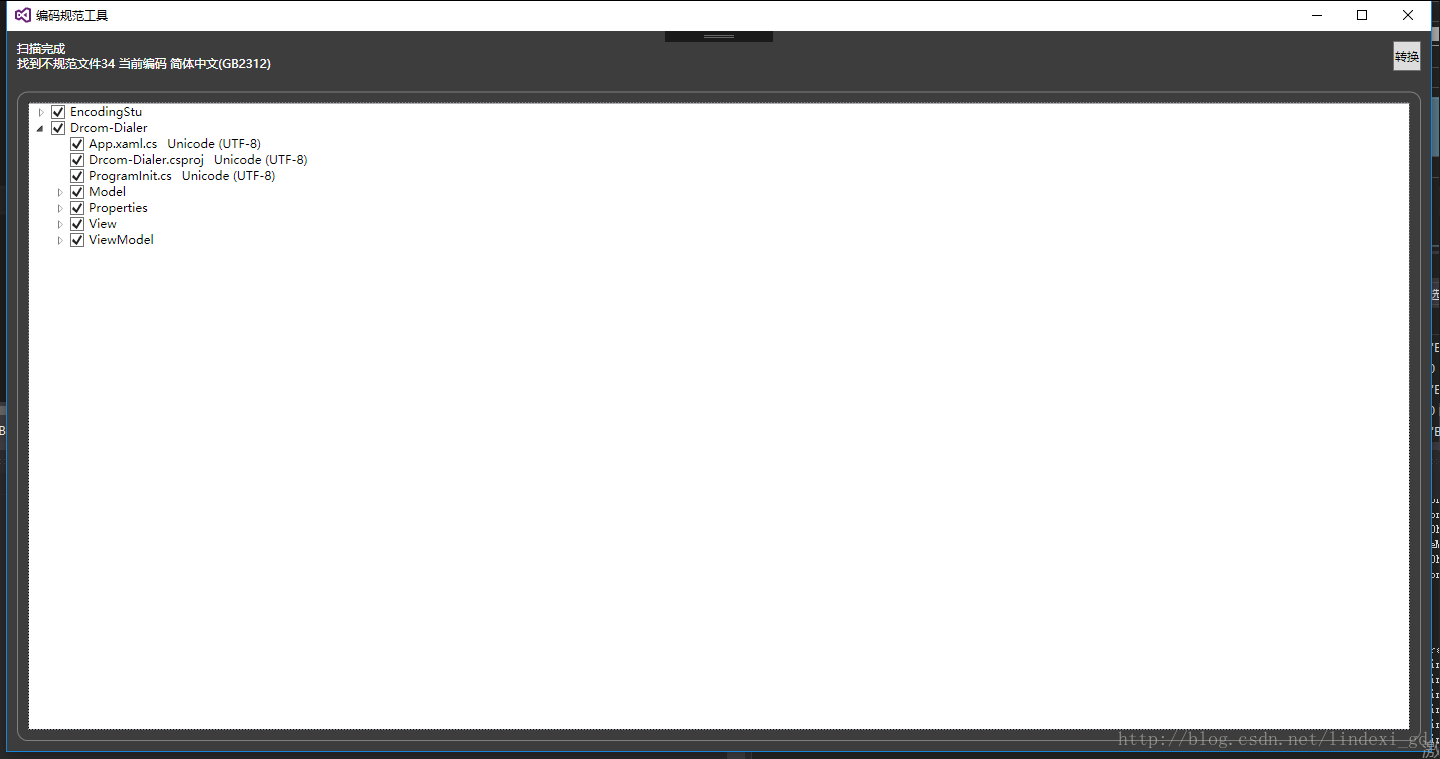 编码规范工具
扫描完成
找到不规范文件34 当前编码 简体中文(GB2312)
转换
EncodingStu
Drcom-Dialer
App.xaml.cs Unicode (UTF-8)
Drcom-Dialer.csproj Unicode (UTF-8)
ProgramInit.cs Unicode (UTF-8)
Model
Properties
View
ViewModel
http://blog.csdn.net/lindexi_gd
激